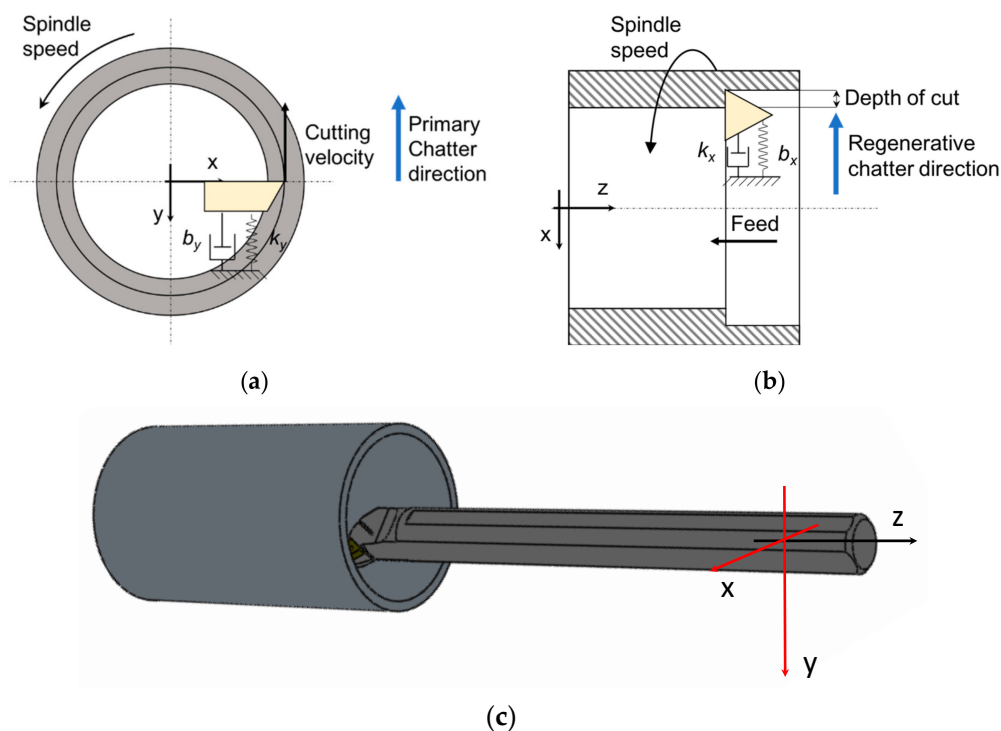 Spindle
speed
x
y
Cutting
velocity
Primary
Chatter
direction
b_y
k_y
(a)
Spindle
speed
Depth of cut
k_x
b_x
Regenerative
chatter direction
z
x
Feed
(b)
z
x
y
(c)